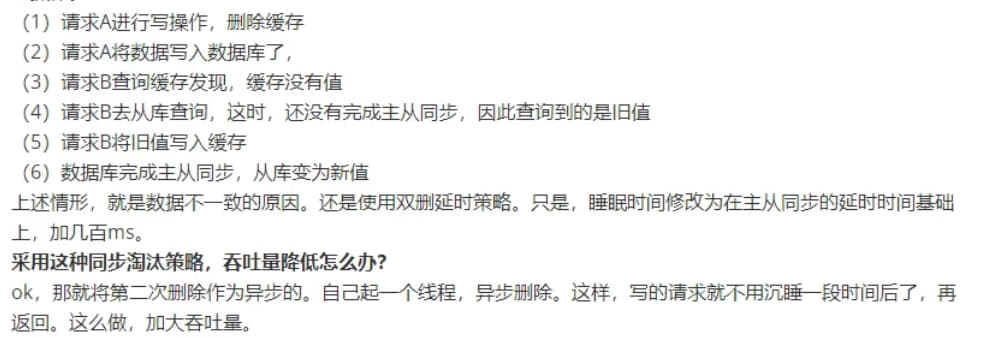 （1）请求A进行写操作，删除缓存
（2）请求A将数据写入数据库了，
（3）请求B查询缓存发现，缓存没有值
（4）请求B去从库查询，这时，还没有完成主从同步，因此查询到的是旧值
（5）请求B将旧值写入缓存
（6）数据库完成主从同步，从库变为新值
上述情形，就是数据不一致的原因。还是使用双删延时策略。只是，睡眠时间修改为在主从同步的延时时间基础
上，加几百ms。
采用这种同步淘汰策略，吞吐量降低怎么办？
ok，那就将第二次删除作为异步的。自己起一个线程，异步删除。这样，写的请求就不用沉睡一段时间后了，再
返回。这么做，加大吞吐量。